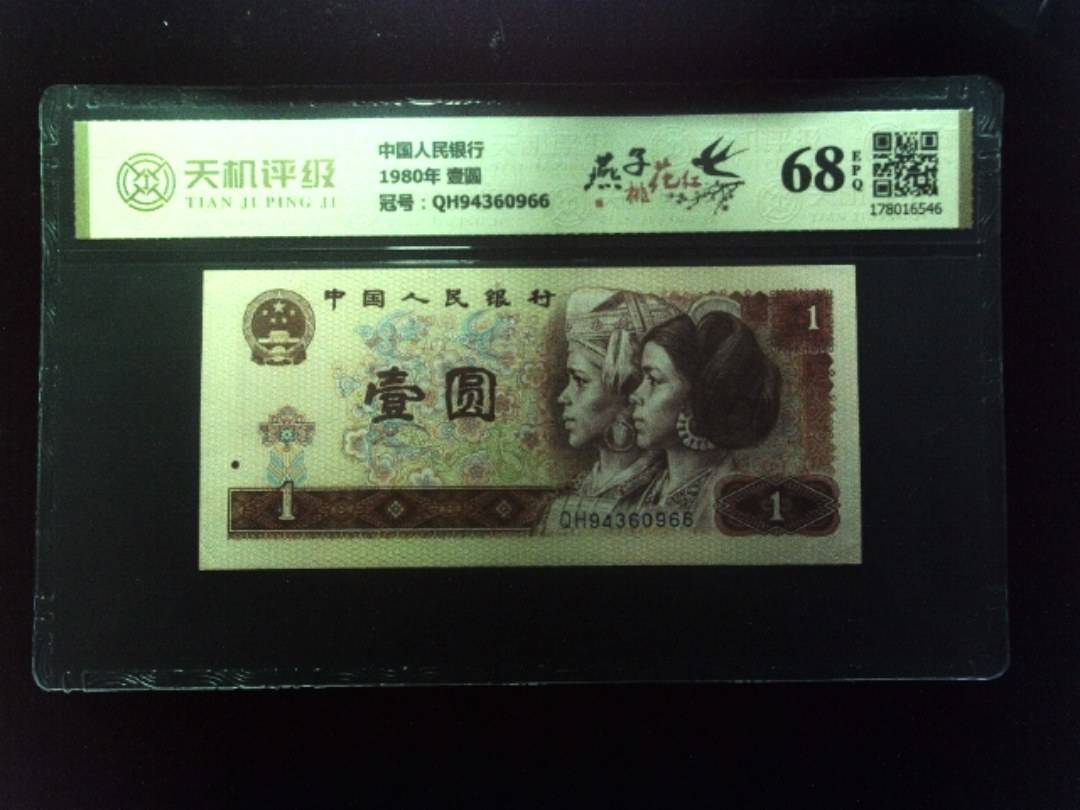 天机评级
TIAN JI PING JI
中国人民银行
1980年 壹圆
冠号：QH94360966
燕子
桃花红
68 EPQ
178016546
中国人民银行
壹圆
1
1
1
QH94360966